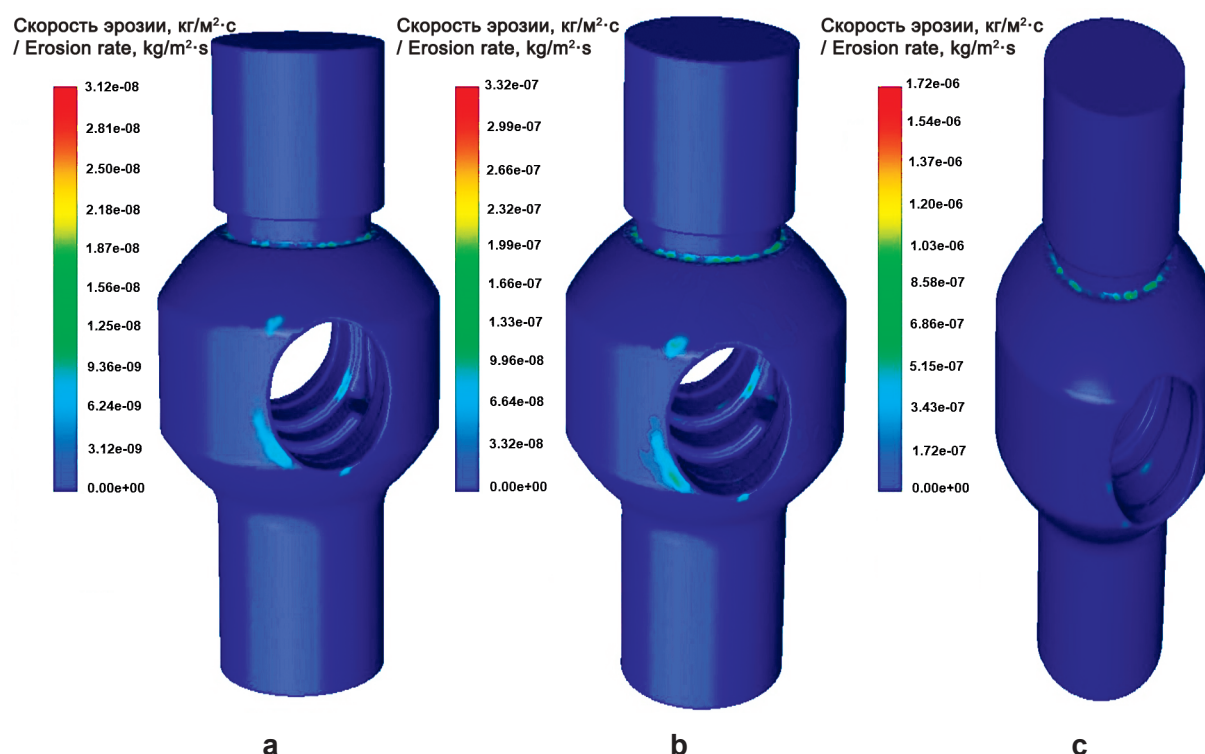 Скорость эрозии, кг/м²·с
/ Erosion rate, kg/m²·s
3.12e-08
2.81e-08
2.50e-08
2.18e-08
1.87e-08
1.56e-08
1.25e-08
9.36e-09
6.24e-09
3.12e-09
0.00e+00
a
Скорость эрозии, кг/м²·с
/ Erosion rate, kg/m²·s
3.32e-07
2.99e-07
2.66e-07
2.32e-07
1.99e-07
1.66e-07
1.33e-07
9.96e-08
6.64e-08
3.32e-08
0.00e+00
b
Скорость эрозии, кг/м²·с
/ Erosion rate, kg/m²·s
1.72e-06
1.54e-06
1.37e-06
1.20e-06
1.03e-06
8.58e-07
6.86e-07
5.15e-07
3.43e-07
1.72e-07
0.00e+00
c